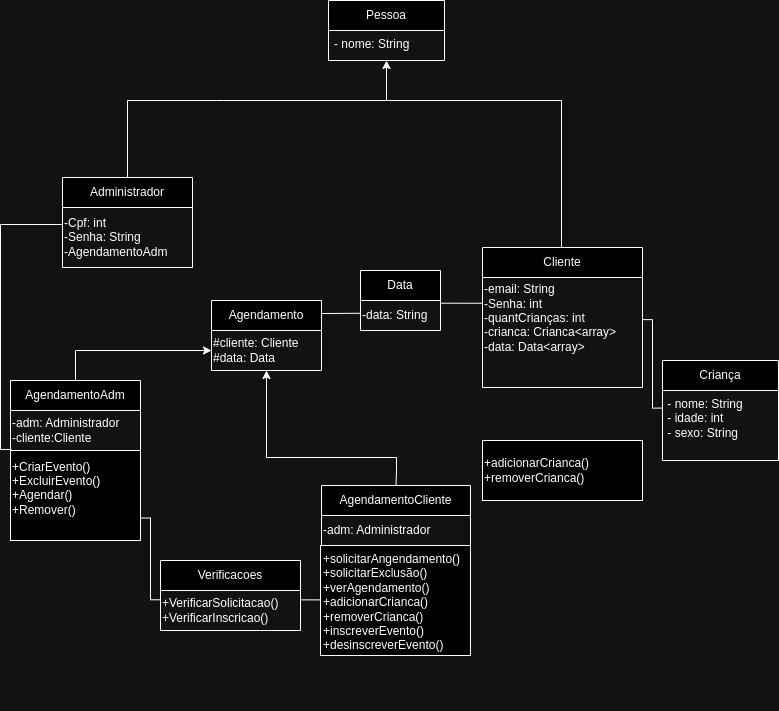 Pessoa
- nome: String
Administrador
-Cpf: int
-Senha: String
-AgendamentoAdm
Cliente
-email: String
-Senha: int
-quantCrianças: int
-crianca: Crianca<array>
-data: Data<array>
Data
-data: String
Agendamento
#cliente: Cliente
#data: Data
Criança
- nome: String
- idade: int
- sexo: String
AgendamentoAdm
-adm: Administrador
-cliente:Cliente
+CriarEvento()
+ExcluirEvento()
+Agendar()
+Remover()
+adicionarCrianca()
+removerCrianca()
AgendamentoCliente
-adm: Administrador
+solicitarAngendamento()
+solicitarExclusão()
+verAgendamento()
+adicionarCrianca()
+removerCrianca()
+inscreverEvento()
+desinscreverEvento()
Verificacoes
+VerificarSolicitacao()
+VerificarInscricao()